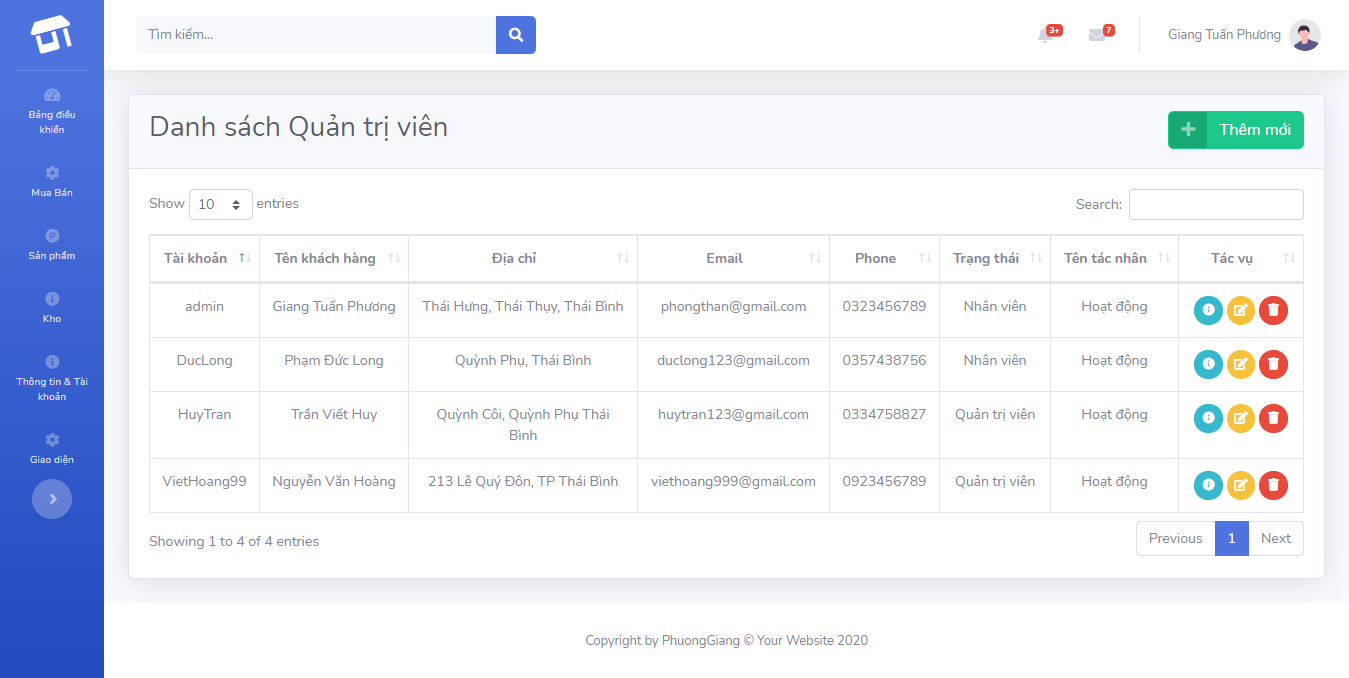 Tìm kiếm...
3+
7
Giang Tuấn Phương
Bảng điều
khiển
Mua Bán
P
Sản phẩm
Kho
Thông tin & Tài
khoản
Giao diện
Danh sách Quản trị viên
Thêm mới
Show 10 entries
Search:
Tài khoản Tên khách hàng Địa chỉ Email Phone Trạng thái Tên tác nhân Tác vụ
admin Giang Tuấn Phương Thái Hưng, Thái Thụy, Thái Bình phongthan@gmail.com 0323456789 Nhân viên Hoạt động
DucLong Phạm Đức Long Quỳnh Phụ, Thái Bình duclong123@gmail.com 0357438756 Nhân viên Hoạt động
HuyTran Trần Viết Huy Quỳnh Côi, Quỳnh Phụ Thái huytran123@gmail.com 0334758827 Quản trị viên Hoạt động
Bình
VietHoang99 Nguyễn Văn Hoàng 213 Lê Quý Đôn, TP Thái Bình viethoang999@gmail.com 0923456789 Quản trị viên Hoạt động
Showing 1 to 4 of 4 entries
Previous 1 Next
Copyright by PhuongGiang © Your Website 2020